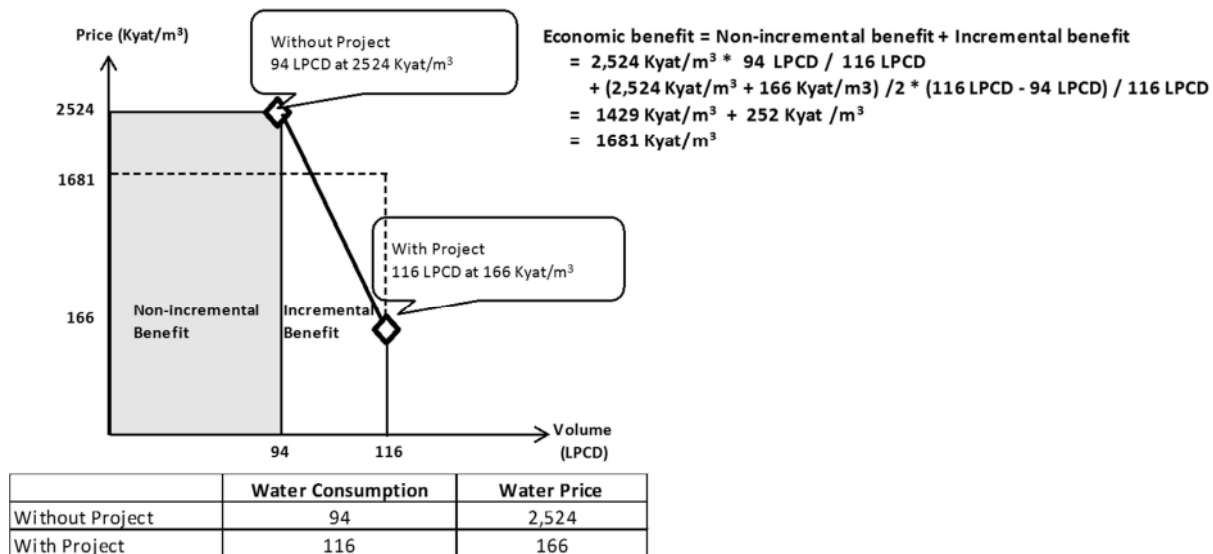 Price (Kyat/m³)
Without Project
94 LPCD at 2524 Kyat/m³
Economic benefit = Non-incremental benefit + Incremental benefit
= 2,524 Kyat/m³ * 94 LPCD / 116 LPCD
+ (2,524 Kyat/m³ + 166 Kyat/m3) /2 * (116 LPCD - 94 LPCD) / 116 LPCD
= 1429 Kyat/m³ + 252 Kyat /m³
= 1681 Kyat/m³
2524
1681
With Project
116 LPCD at 166 Kyat/m³
166
Non-incremental
Benefit
Incremental
Benefit
94
116
Volume
(LPCD)
Water Consumption Water Price
Without Project 94 2,524
With Project 116 166